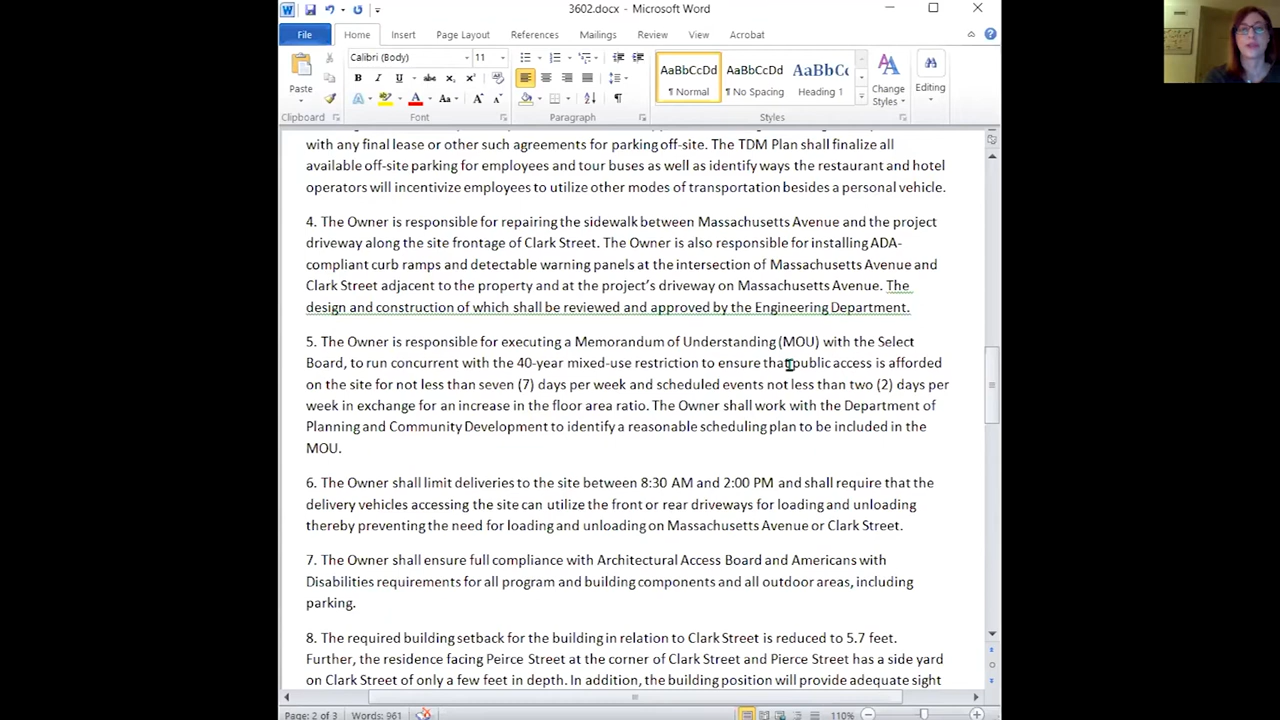 3602.docx - Microsoft Word
File Home Insert Page Layout References Mailings Review View Acrobat
Calibri (Body) 11
AaBbCcDd AaBbCcDd AaBbCc
¶ Normal ¶ No Spacing Heading 1
Paste
Change Styles
Editing
Clipboard Font Paragraph Styles
with any final lease or other such agreements for parking off-site. The TDM Plan shall finalize all
available off-site parking for employees and tour buses as well as identify ways the restaurant and hotel
operators will incentivize employees to utilize other modes of transportation besides a personal vehicle.
4. The Owner is responsible for repairing the sidewalk between Massachusetts Avenue and the project
driveway along the site frontage of Clark Street. The Owner is also responsible for installing ADA-
compliant curb ramps and detectable warning panels at the intersection of Massachusetts Avenue and
Clark Street adjacent to the property and at the project's driveway on Massachusetts Avenue. The
design and construction of which shall be reviewed and approved by the Engineering Department.
5. The Owner is responsible for executing a Memorandum of Understanding (MOU) with the Select
Board, to run concurrent with the 40-year mixed-use restriction to ensure that public access is afforded
on the site for not less than seven (7) days per week and scheduled events not less than two (2) days per
week in exchange for an increase in the floor area ratio. The Owner shall work with the Department of
Planning and Community Development to identify a reasonable scheduling plan to be included in the
MOU.
6. The Owner shall limit deliveries to the site between 8:30 AM and 2:00 PM and shall require that the
delivery vehicles accessing the site can utilize the front or rear driveways for loading and unloading
thereby preventing the need for loading and unloading on Massachusetts Avenue or Clark Street.
7. The Owner shall ensure full compliance with Architectural Access Board and Americans with
Disabilities requirements for all program and building components and all outdoor areas, including
parking.
8. The required building setback for the building in relation to Clark Street is reduced to 5.7 feet.
Further, the residence facing Peirce Street at the corner of Clark Street and Pierce Street has a side yard
on Clark Street of only a few feet in depth. In addition, the building position will provide adequate sight
Page: 2 of 3 Words: 961 110%